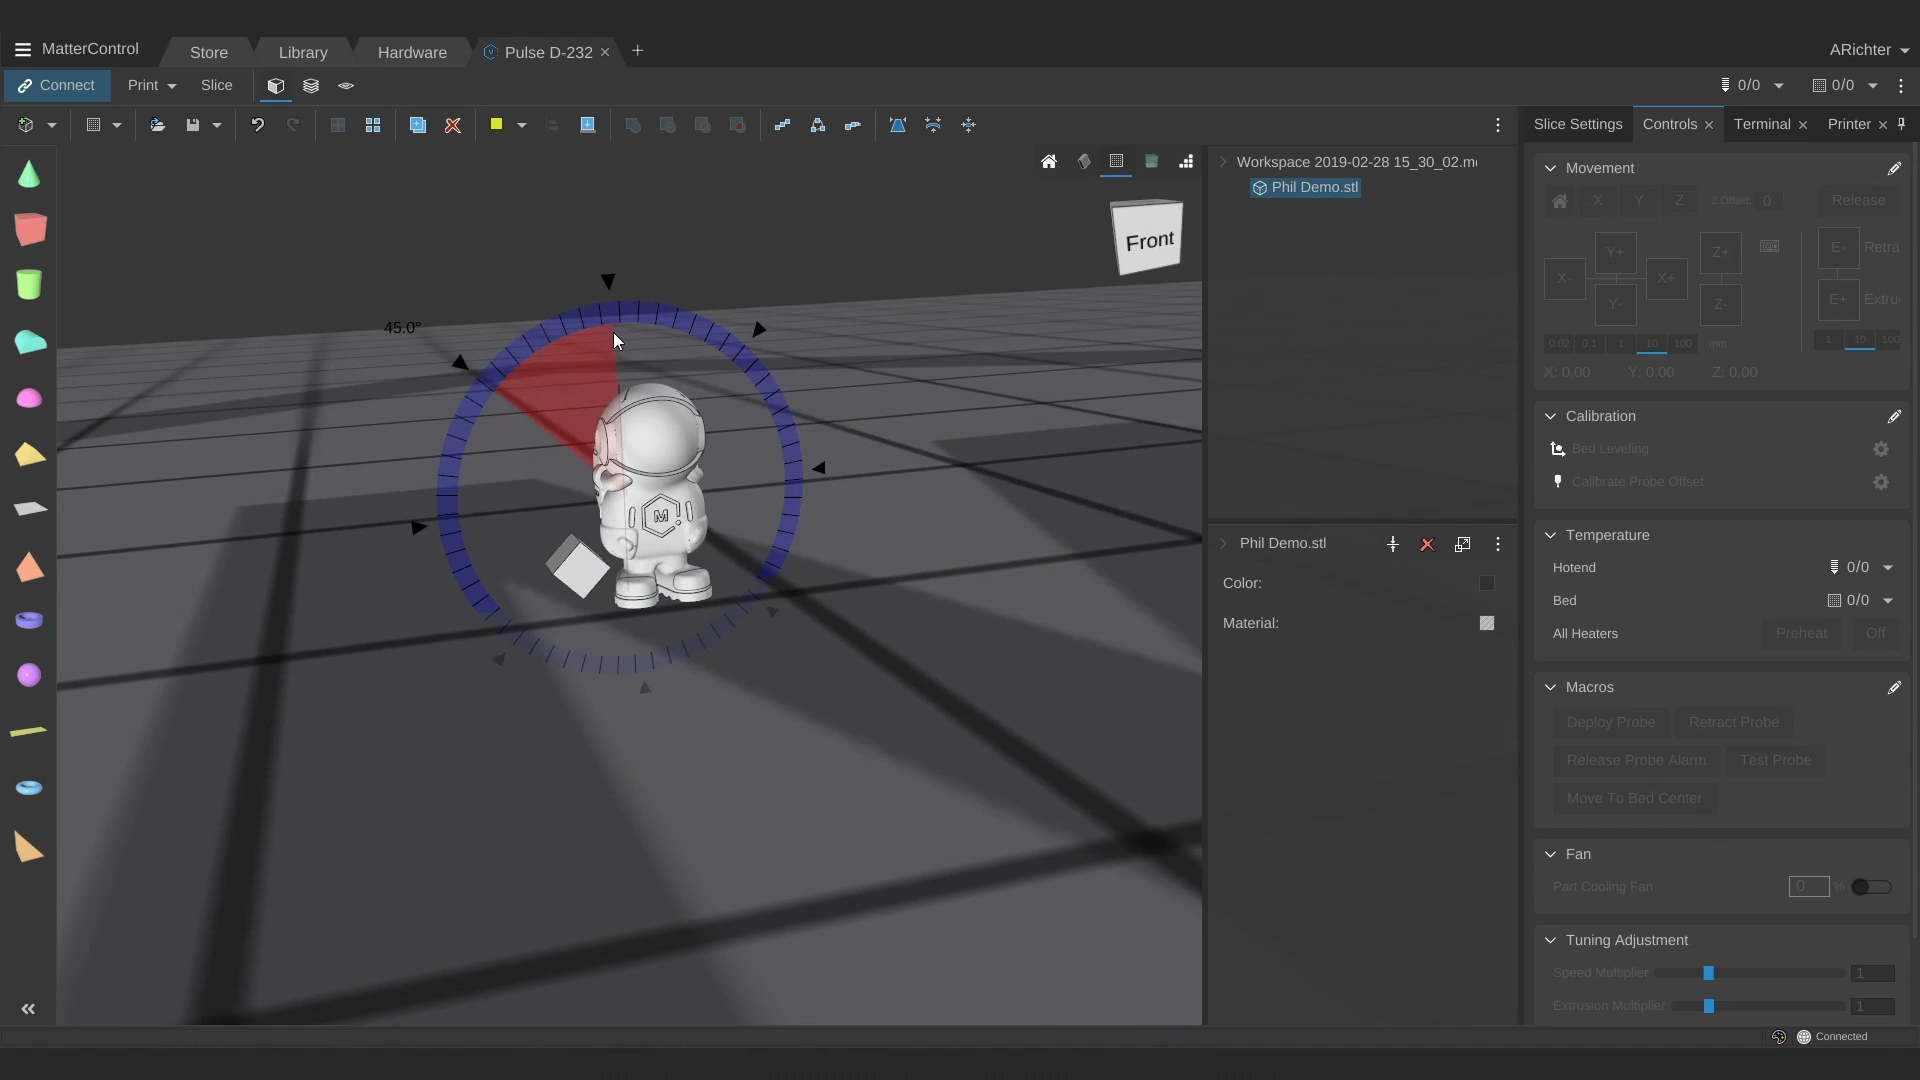 MatterControl
Store
Library
Hardware
Pulse D-232
ARichter
Connect
Print
Slice
0/0
0/0
Slice Settings
Controls
Terminal
Printer
Workspace 2019-02-28 15_30_02.m
Phil Demo.stl
Front
45.0°
M
Phil Demo.stl
Color:
Material:
Movement
X
Y
Z
Z Offset: 0
Release
Y+
X-
X+
Y-
Z+
Z-
E-
Retra
E+
Extru
0.02
0.1
1
10
100
mm
1
10
100
X: 0.00
Y: 0.00
Z: 0.00
Calibration
Bed Leveling
Calibrate Probe Offset
Temperature
Hotend
0/0
Bed
0/0
All Heaters
Preheat
Off
Macros
Deploy Probe
Retract Probe
Release Probe Alarm
Test Probe
Move To Bed Center
Fan
Part Cooling Fan
0
%
Tuning Adjustment
Speed Multiplier
1
Extrusion Multiplier
1
Connected